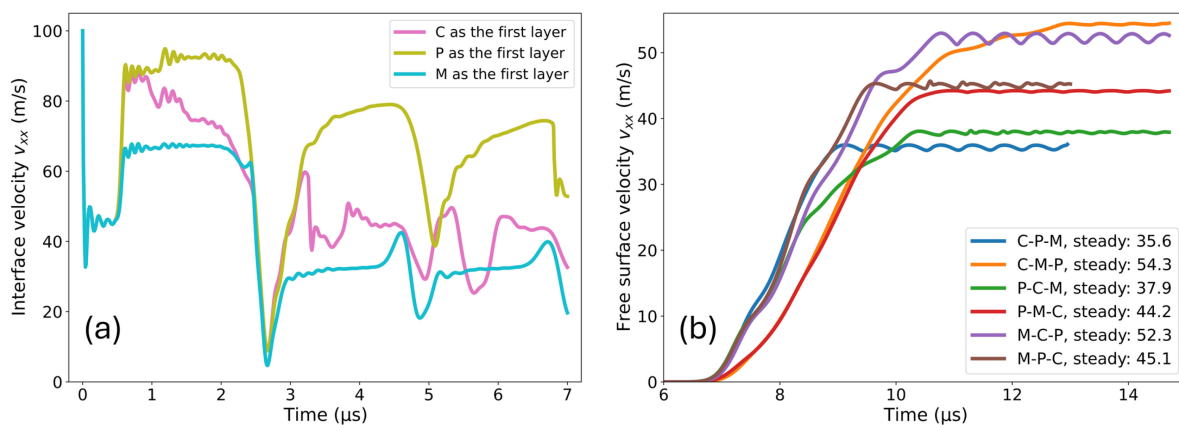 100
80
60
40
20
0
Interface velocity vₓₓ (m/s)
C as the first layer
P as the first layer
M as the first layer
(a)
0 1 2 3 4 5 6 7
Time (µs)
50
40
30
20
10
0
Free surface velocity vₓₓ (m/s)
C-P-M, steady: 35.6
C-M-P, steady: 54.3
P-C-M, steady: 37.9
P-M-C, steady: 44.2
M-C-P, steady: 52.3
M-P-C, steady: 45.1
(b)
6 8 10 12 14
Time (µs)